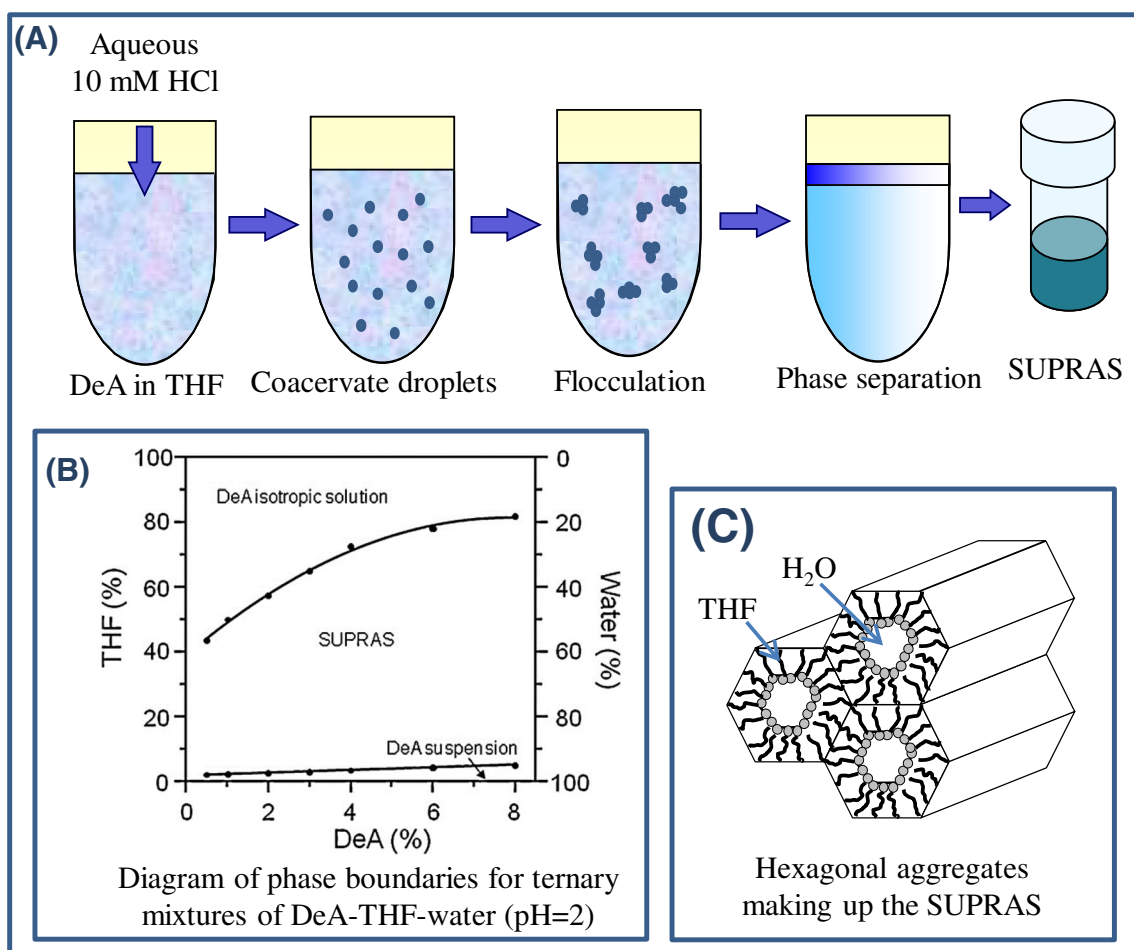 (A)
Aqueous
10 mM HCl
DeA in THF
Coacervate droplets
Flocculation
Phase separation
SUPRAS
(B)
100
80
60
40
20
0
THF (%)
DeA isotropic solution
SUPRAS
DeA suspension
0
20
40
60
80
100
Water (%)
0 2 4 6 8
DeA (%)
Diagram of phase boundaries for ternary
mixtures of DeA-THF-water (pH=2)
(C)
H₂O
THF
Hexagonal aggregates
making up the SUPRAS